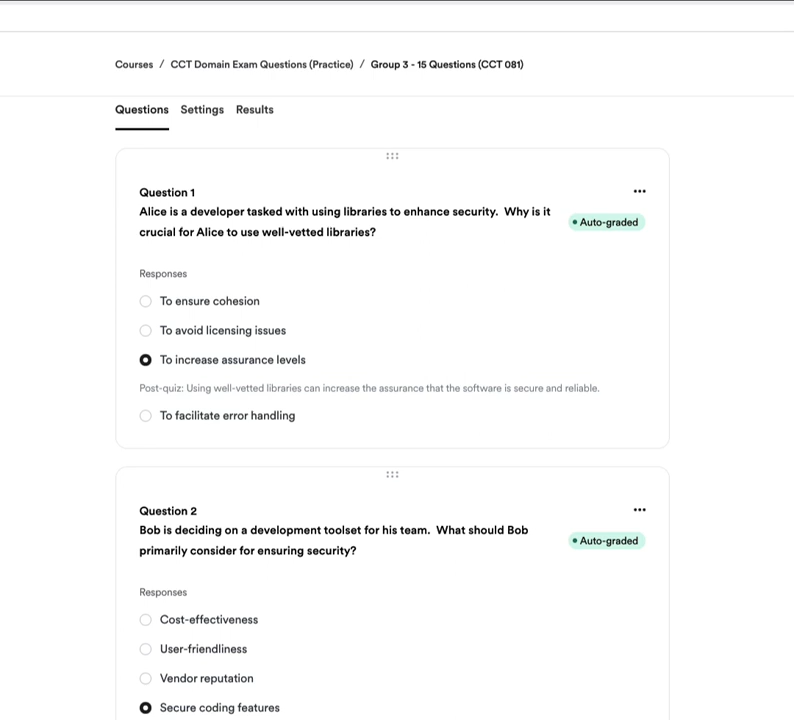 Courses / CCT Domain Exam Questions (Practice) / Group 3 - 15 Questions (CCT 081)
Questions Settings Results
Question 1
Alice is a developer tasked with using libraries to enhance security.  Why is it
crucial for Alice to use well-vetted libraries?
Auto-graded
Responses
To ensure cohesion
To avoid licensing issues
To increase assurance levels
Post-quiz: Using well-vetted libraries can increase the assurance that the software is secure and reliable.
To facilitate error handling
Question 2
Bob is deciding on a development toolset for his team.  What should Bob
primarily consider for ensuring security?
Auto-graded
Responses
Cost-effectiveness
User-friendliness
Vendor reputation
Secure coding features